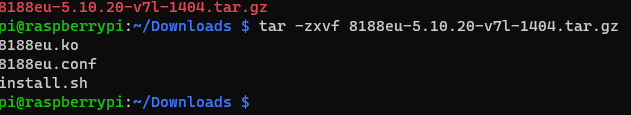 8188eu-5.10.20-v7l-1404.tar.gz
pi@raspberrypi:~/Downloads $ tar -zxvf 8188eu-5.10.20-v7l-1404.tar.gz
8188eu.ko
8188eu.conf
install.sh
pi@raspberrypi:~/Downloads $